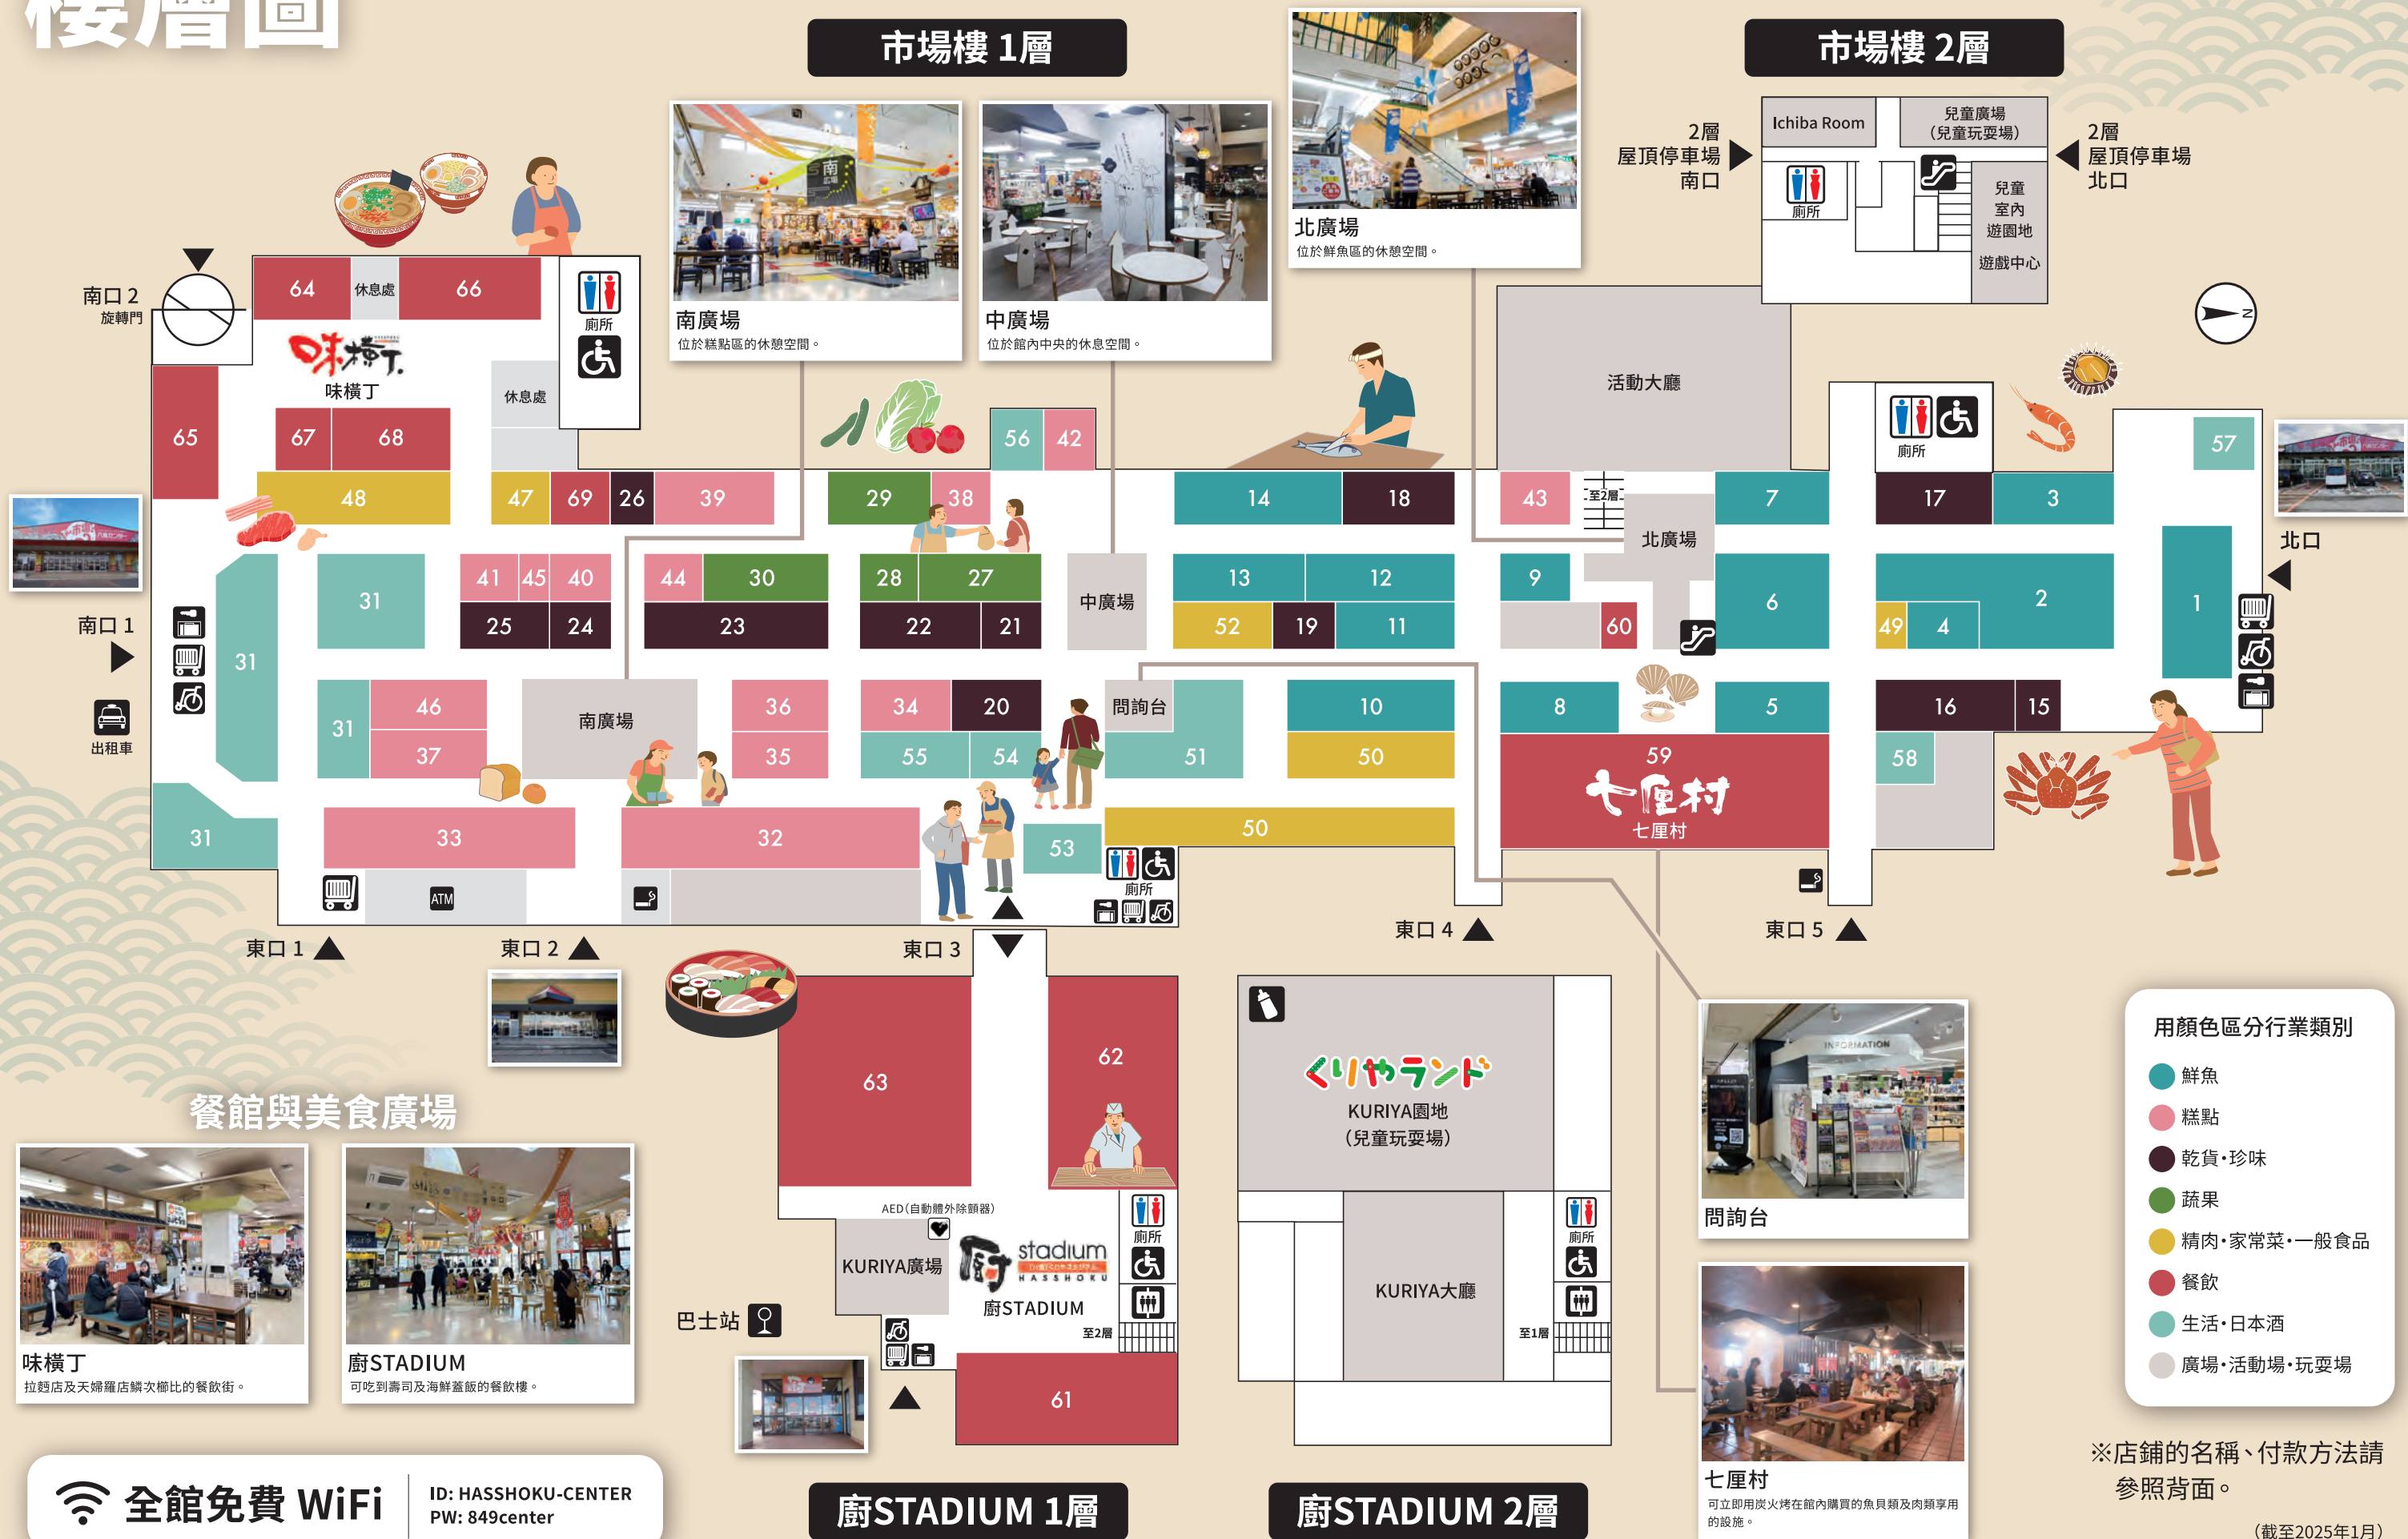 樓層圖
市場樓 1層
市場樓 2層
南廣場
位於糕點區的休憩空間。
中廣場
位於館內中央的休息空間。
北廣場
位於鮮魚區的休憩空間。
2層
屋頂停車場
南口
Ichiba Room
兒童廣場
(兒童玩耍場)
廁所
兒童
室內
遊園地
遊戲中心
2層
屋頂停車場
北口
N
南口 2
旋轉門
64
休息處
66
廁所
味橫丁.
味橫丁
休息處
65
67
68
48
47
69
26
39
29
38
56
42
14
18
43
至2層
活動大廳
7
廁所
17
3
57
北口
南口 1
出租車
31
31
41
45
40
25
24
44
30
23
28
27
22
21
中廣場
13
12
52
19
11
9
60
北廣場
6
2
49
4
1
31
46
37
南廣場
36
35
34
20
55
54
問詢台
51
10
50
8
5
59
七厘村
七厘村
16
15
58
31
33
32
53
50
廁所
ATM
東口 1
東口 2
東口 3
東口 4
東口 5
63
62
AED(自動體外除顫器)
KURIYA廣場
廚
stadium
HASSHOKU
廚STADIUM
廁所
至2層
61
巴士站
くりやランド
KURIYA園地
(兒童玩耍場)
KURIYA大廳
廁所
至1層
餐館與美食廣場
味橫丁
拉麪店及天婦羅店鱗次櫛比的餐飲街。
廚STADIUM
可吃到壽司及海鮮蓋飯的餐飲樓。
INFORMATION
問詢台
七厘村
可立即用炭火烤在館內購買的魚貝類及肉類享用
的設施。
用顏色區分行業類別
鮮魚
糕點
乾貨・珍味
蔬果
精肉・家常菜・一般食品
餐飲
生活・日本酒
廣場・活動場・玩耍場
※店鋪的名稱、付款方法請
參照背面。
(截至2025年1月)
全館免費 WiFi
ID: HASSHOKU-CENTER
PW: 849center
廚STADIUM 1層
廚STADIUM 2層